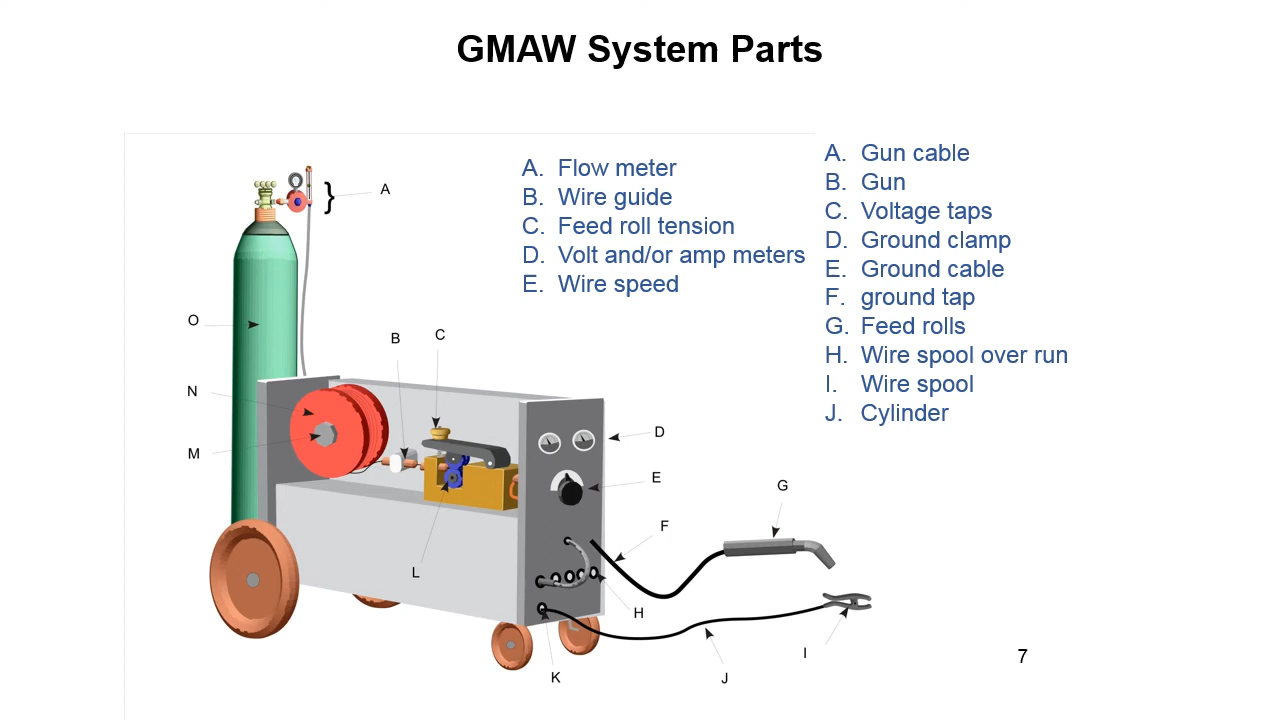 GMAW System Parts
A. Flow meter
B. Wire guide
C. Feed roll tension
D. Volt and/or amp meters
E. Wire speed
A. Gun cable
B. Gun
C. Voltage taps
D. Ground clamp
E. Ground cable
F. ground tap
G. Feed rolls
H. Wire spool over run
I. Wire spool
J. Cylinder
} A
O
B
C
N
D
M
E
G
F
L
H
I
K
J
7